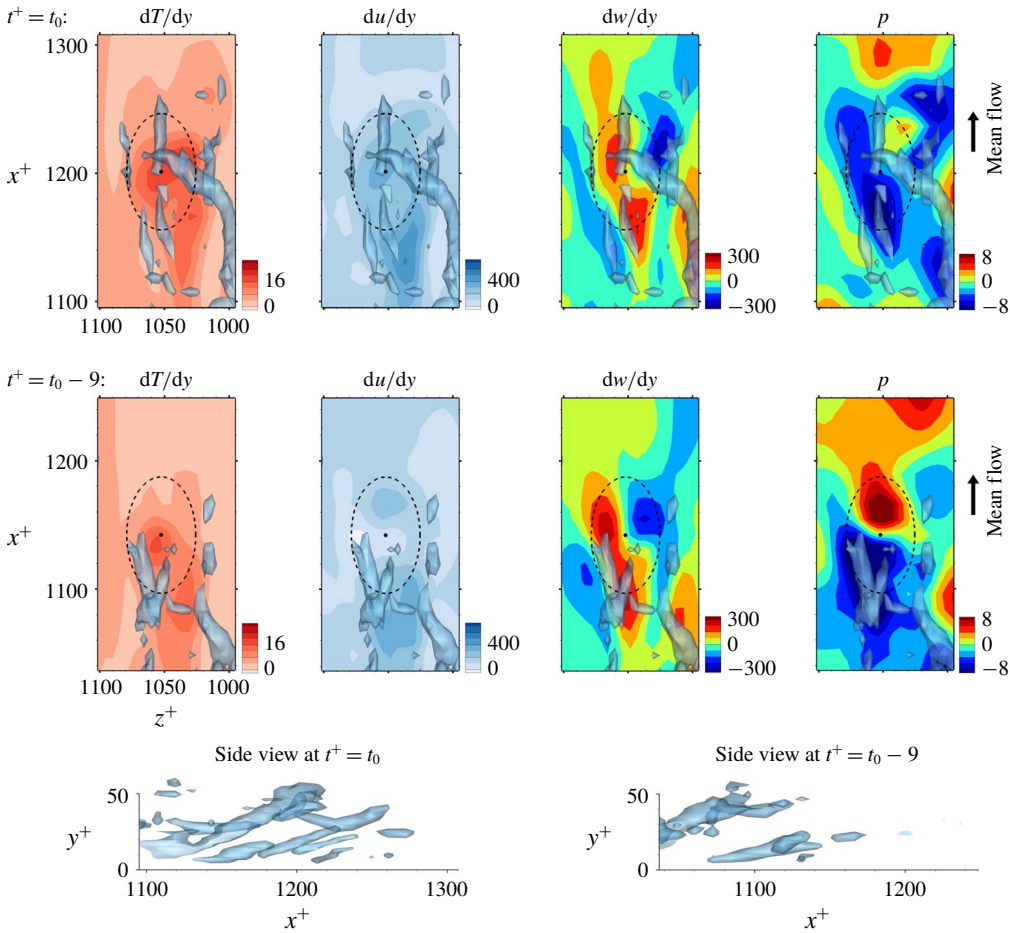 t⁺ = t₀: dT/dy du/dy dw/dy p
1300
1200
1100
x⁺
1100 1050 1000
16
0
400
0
300
0
−300
8
0
−8
Mean flow
t⁺ = t₀ − 9: dT/dy du/dy dw/dy p
1200
1100
x⁺
1100 1050 1000
z⁺
16
0
400
0
300
0
−300
8
0
−8
Mean flow
Side view at t⁺ = t₀
50
y⁺
0
1100 1200 1300
x⁺
Side view at t⁺ = t₀ − 9
50
y⁺
0
1100 1200
x⁺